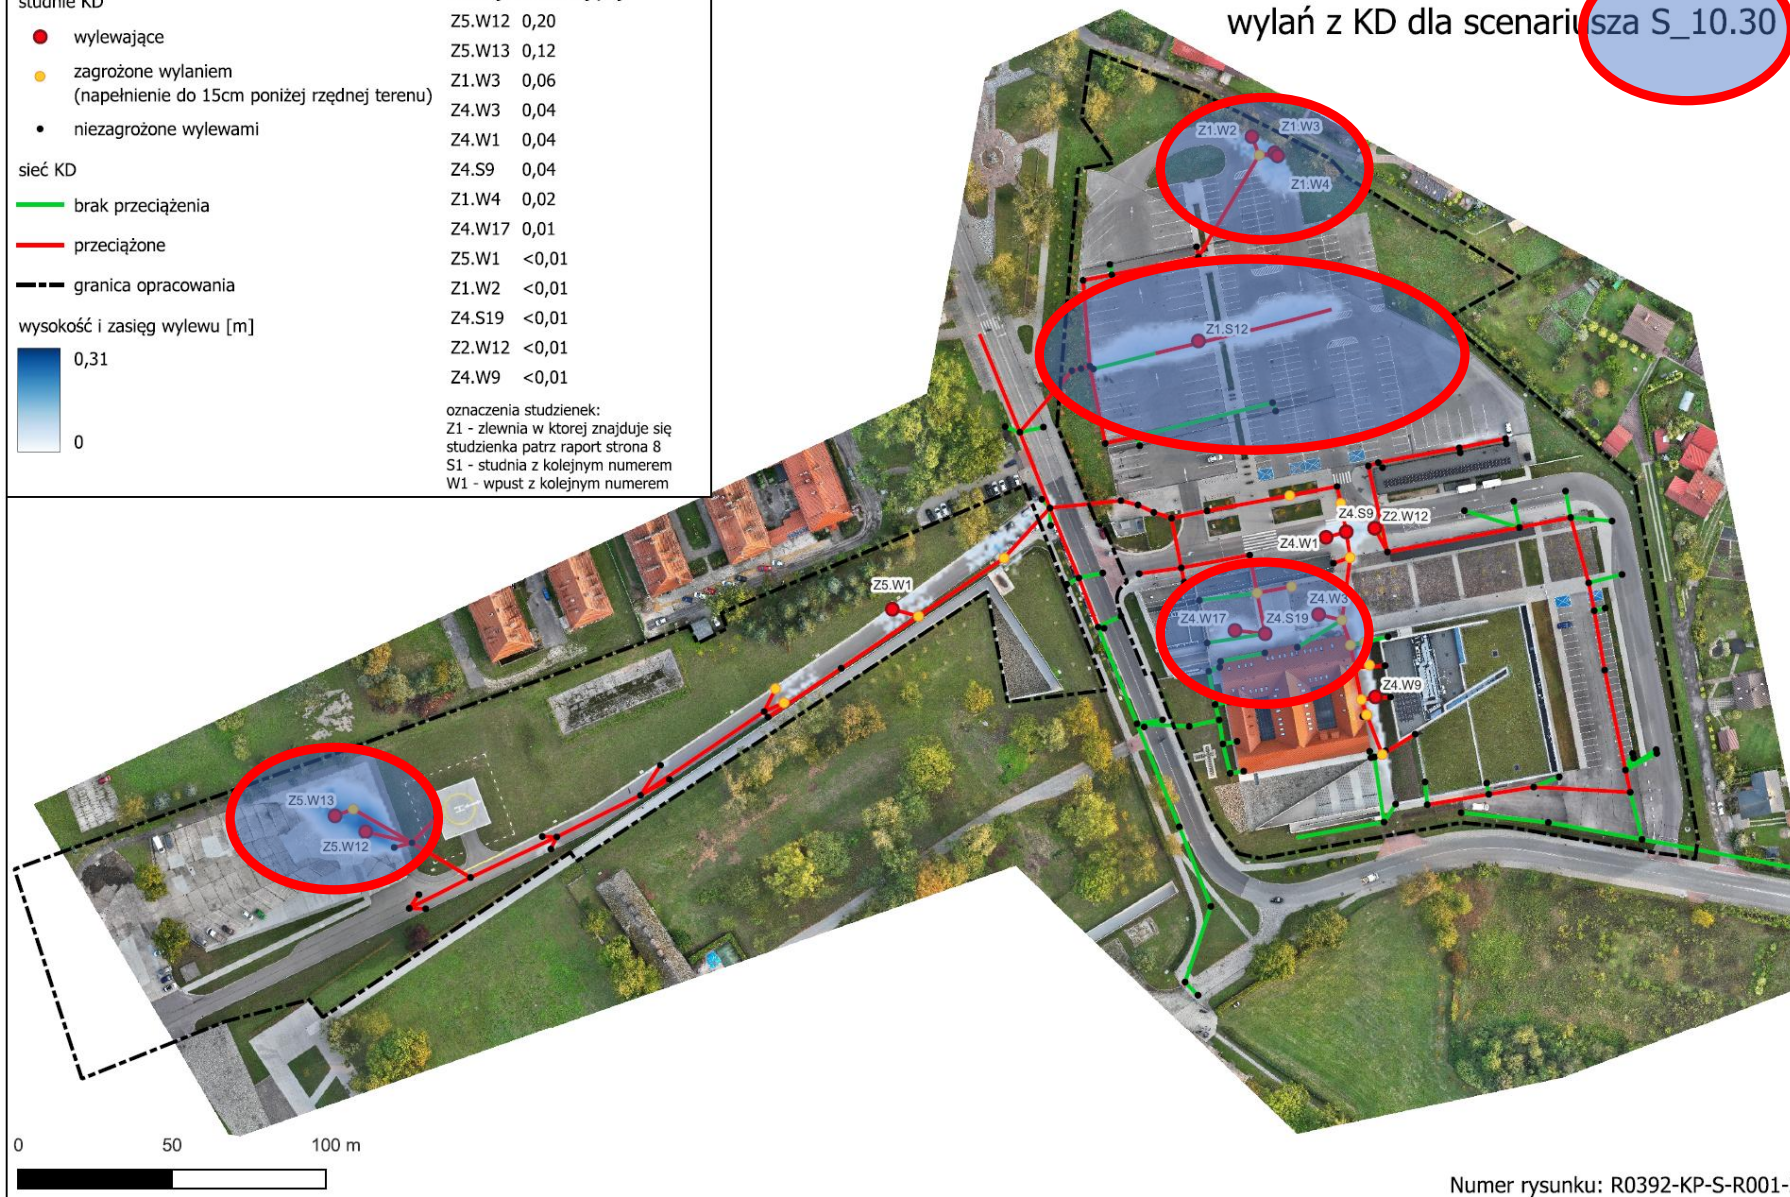 studnie KD
wylewające
zagrożone wylaniem
(napełnienie do 15cm poniżej rzędnej terenu)
niezagrożone wylewami
sieć KD
brak przeciążenia
przeciążone
granica opracowania
wysokość i zasięg wylewu [m]
0,31
0
Z5.W12 0,20
Z5.W13 0,12
Z1.W3 0,06
Z4.W3 0,04
Z4.W1 0,04
Z4.S9 0,04
Z1.W4 0,02
Z4.W17 0,01
Z5.W1 <0,01
Z1.W2 <0,01
Z4.S19 <0,01
Z2.W12 <0,01
Z4.W9 <0,01
oznaczenia studzienek:
Z1 - zlewnia w ktorej znajduje się
studzienka patrz raport strona 8
S1 - studnia z kolejnym numerem
W1 - wpust z kolejnym numerem
wylań z KD dla scenariusza S_10.30
Z1.W2
Z1.W3
Z1.W4
Z1.S12
Z4.S9
Z2.W12
Z4.W1
Z5.W1
Z4.W3
Z4.W17
Z4.S19
Z4.W9
Z5.W13
Z5.W12
H
0 50 100 m
Numer rysunku: R0392-KP-S-R001-